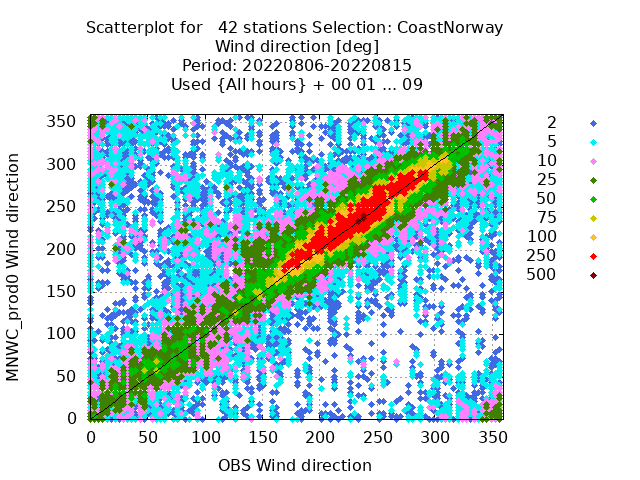 Scatterplot for   42 stations Selection: CoastNorway
Wind direction [deg]
Period: 20220806-20220815
Used {All hours} + 00 01 ... 09
MNWC_prod0 Wind direction
350
300
250
200
150
100
50
0
0 50 100 150 200 250 300 350
OBS Wind direction
2
5
10
25
50
75
100
250
500